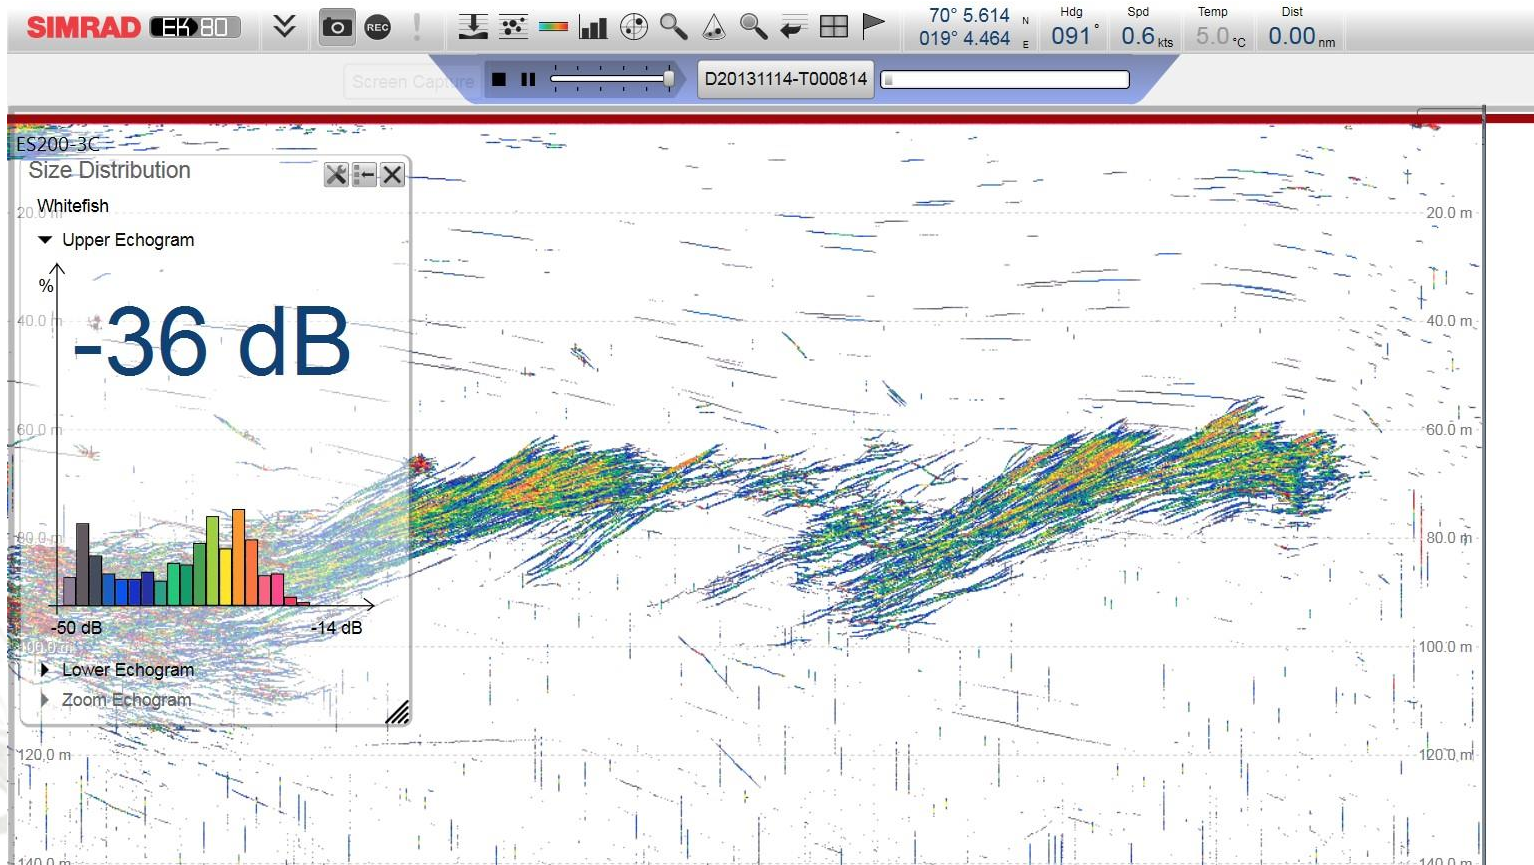 SIMRAD EK80
REC
70° 5.614 N
019° 4.464 E
Hdg
091°
Spd
0.6 kts
Temp
5.0 °C
Dist
0.00 nm
Screen Capture
D20131114-T000814
ES200-3C
Size Distribution
Whitefish
20.0 m
20.0 m
Upper Echogram
%
-36 dB
40.0 m
40.0 m
60.0 m
60.0 m
80.0 m
80.0 m
-50 dB
-14 dB
100.0 m
100.0 m
Lower Echogram
Zoom Echogram
120.0 m
120.0 m
140.0 m
140.0 m